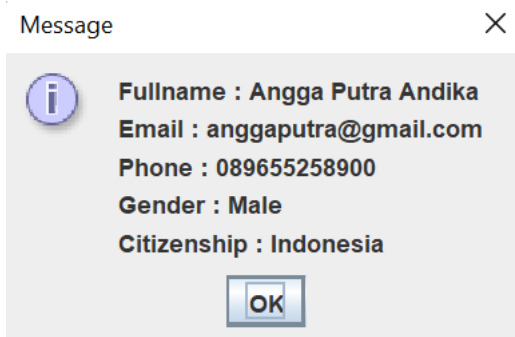 Message
Fullname : Angga Putra Andika
Email : anggaputra@gmail.com
Phone : 089655258900
Gender : Male
Citizenship : Indonesia
OK